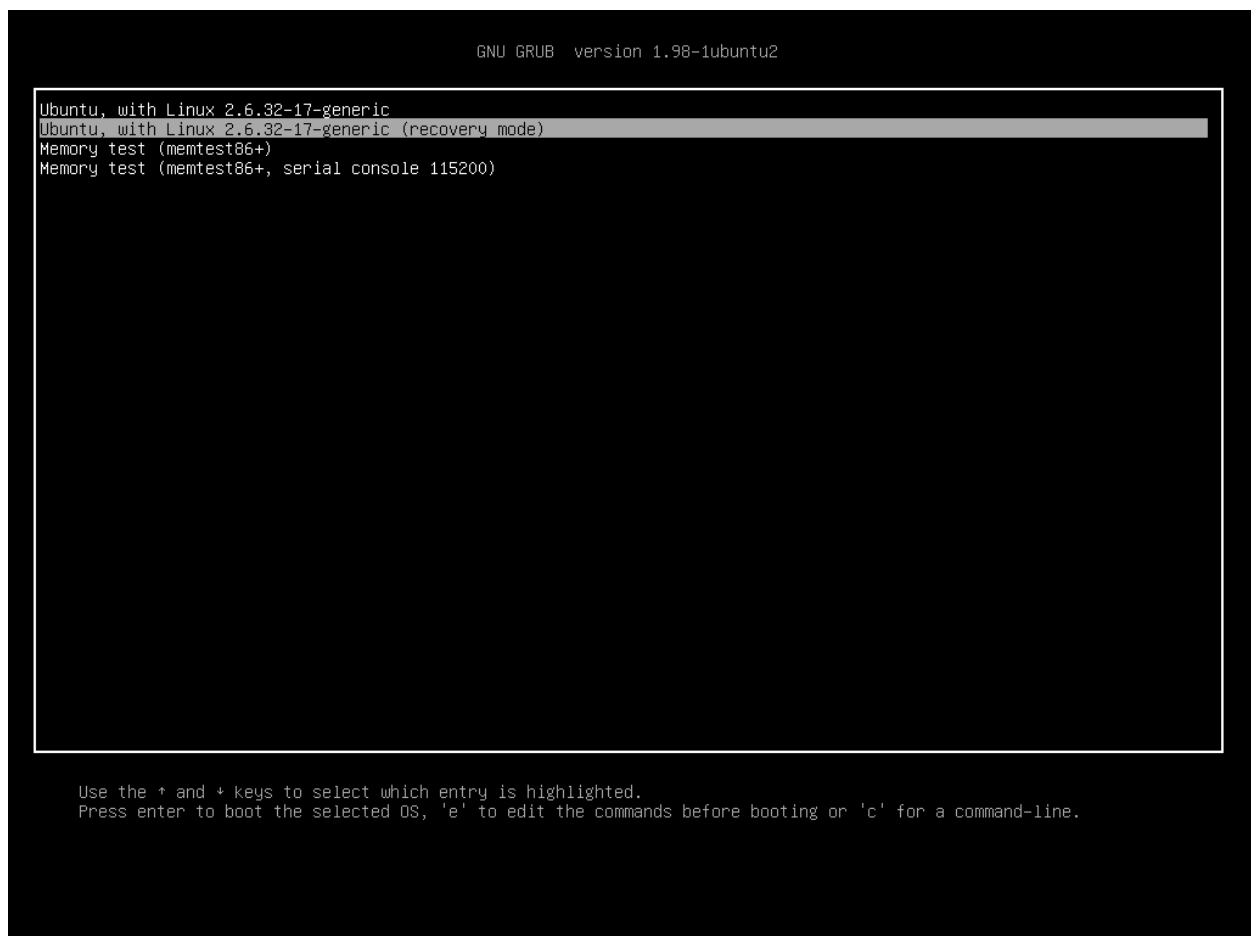 GNU GRUB  version 1.98-1ubuntu2
Ubuntu, with Linux 2.6.32-17-generic
Ubuntu, with Linux 2.6.32-17-generic (recovery mode)
Memory test (memtest86+)
Memory test (memtest86+, serial console 115200)
Use the ↑ and ↓ keys to select which entry is highlighted.
Press enter to boot the selected OS, 'e' to edit the commands before booting or 'c' for a command-line.